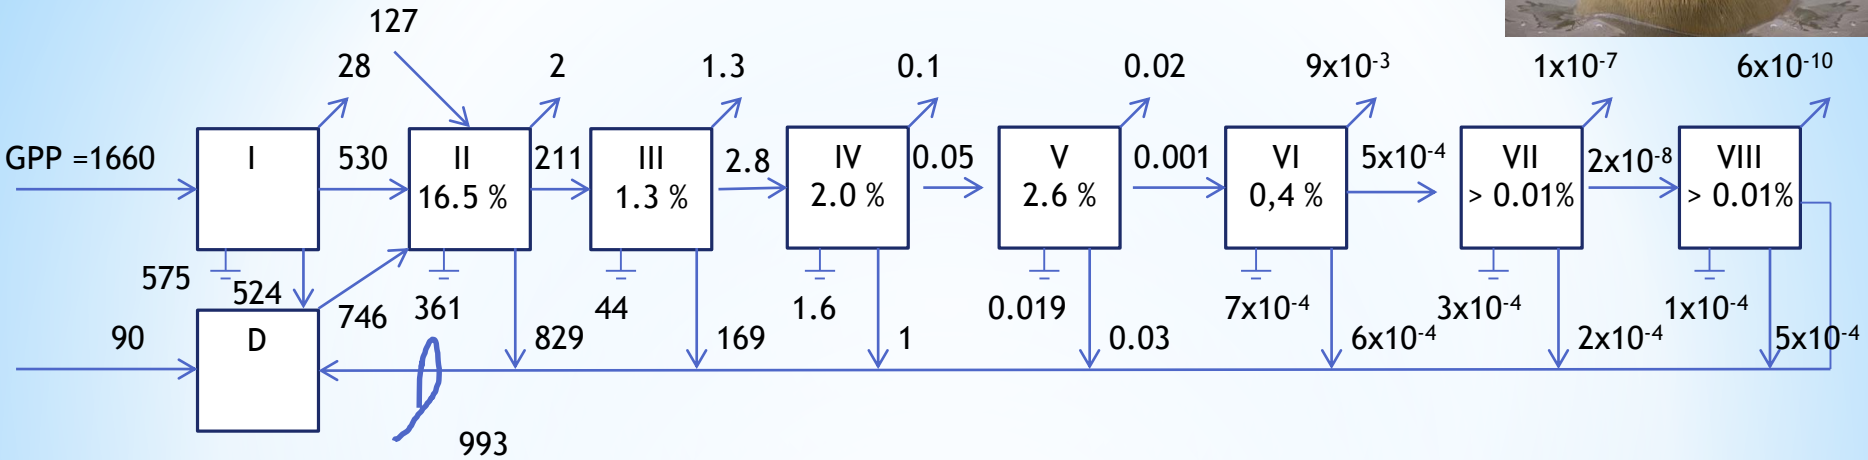 127
28 2 1.3 0.1 0.02 9x10⁻³ 1x10⁻⁷ 6x10⁻¹⁰
GPP =1660 I 530 II 211 III 2.8 IV 0.05 V 0.001 VI 5x10⁻⁴ VII 2x10⁻⁸ VIII
16.5 % 1.3 % 2.0 % 2.6 % 0,4 % > 0.01% > 0.01%
575 524 746 361 44 1.6 0.019 7x10⁻⁴ 3x10⁻⁴ 1x10⁻⁴
90 D 829 169 1 0.03 6x10⁻⁴ 2x10⁻⁴ 5x10⁻⁴
993